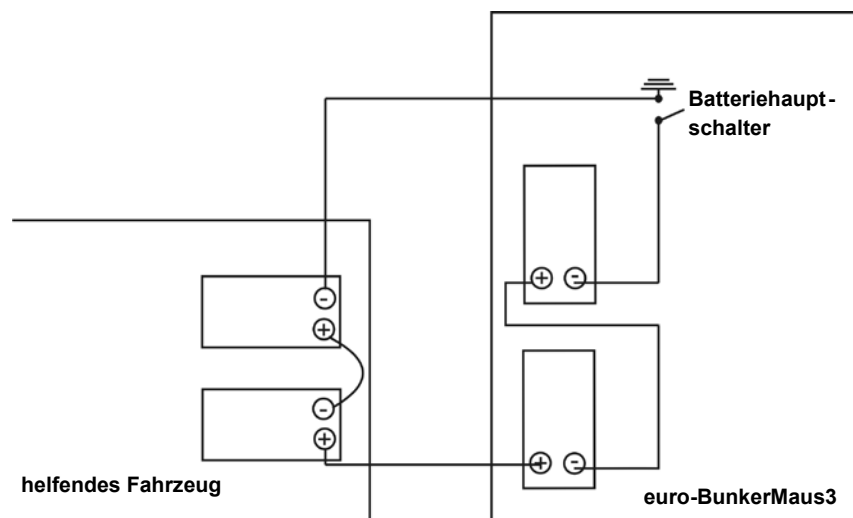 Batteriehaupt-
schalter
+
-
-
+
-
+
+
-
helfendes Fahrzeug
euro-BunkerMaus3